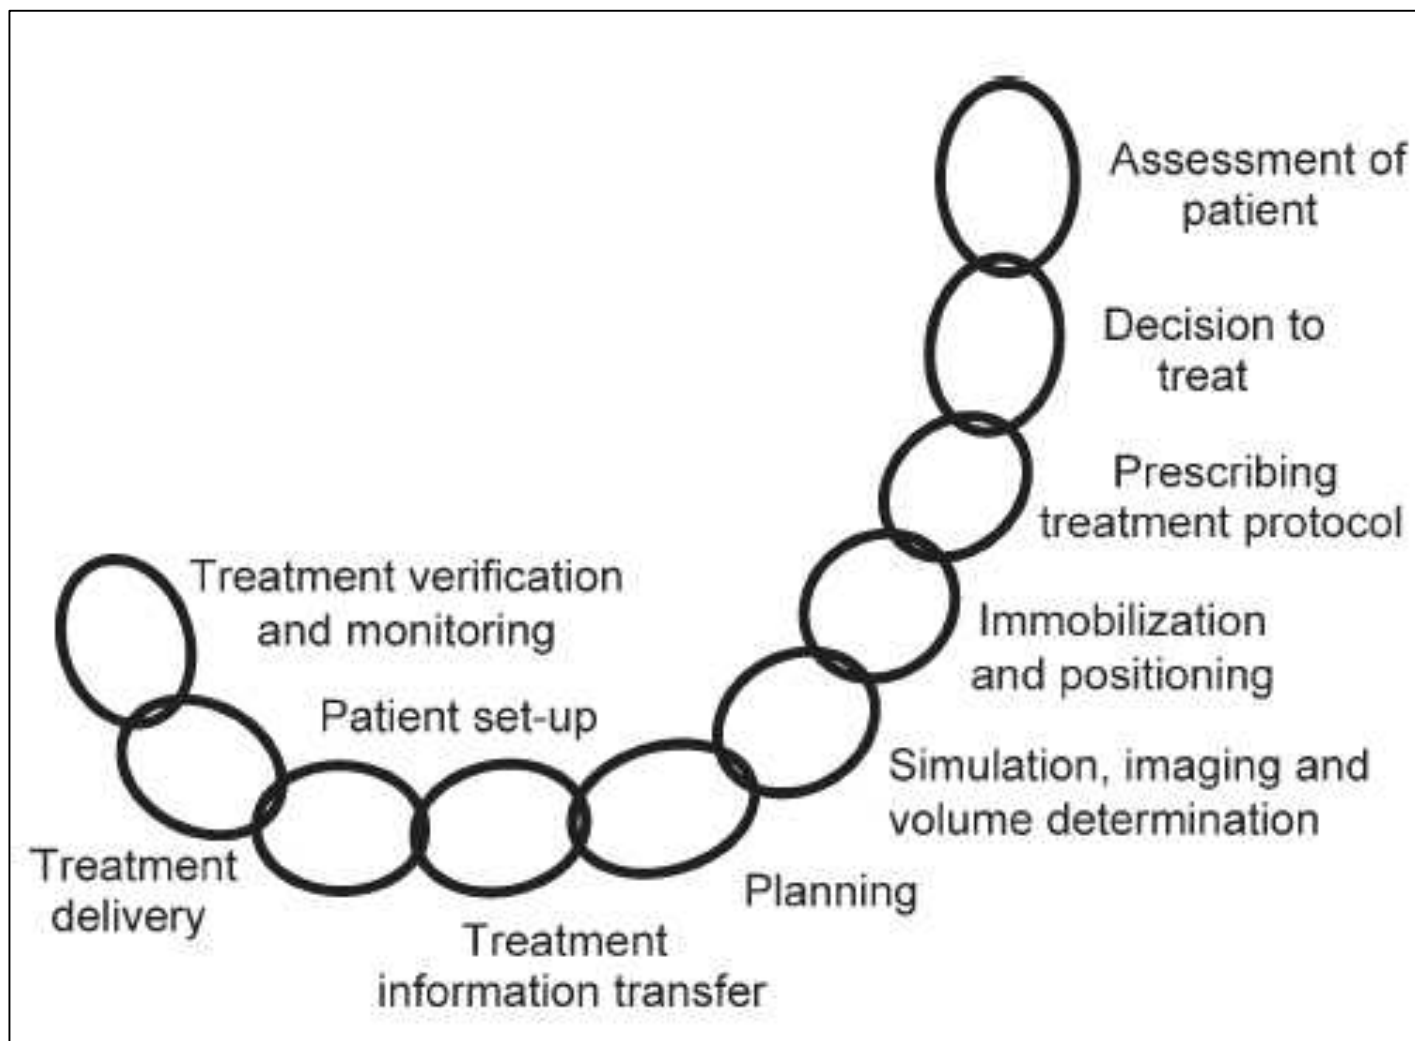 Assessment of
patient
Decision to
treat
Prescribing
treatment protocol
Immobilization
and positioning
Simulation, imaging and
volume determination
Planning
Treatment
information transfer
Patient set-up
Treatment
delivery
Treatment verification
and monitoring